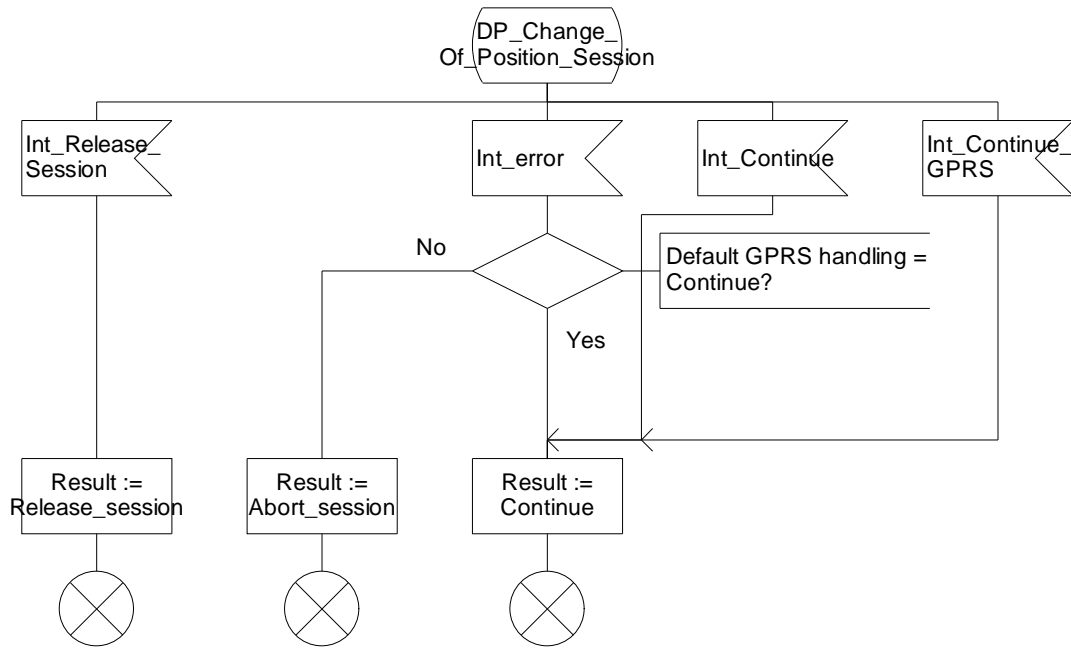 DP_Change_
Of_Position_Session
Int_Release_
Session
Int_error
Int_Continue
Int_Continue_
GPRS
No
Default GPRS handling =
Continue?
Yes
Result :=
Release_session
Result :=
Abort_session
Result :=
Continue